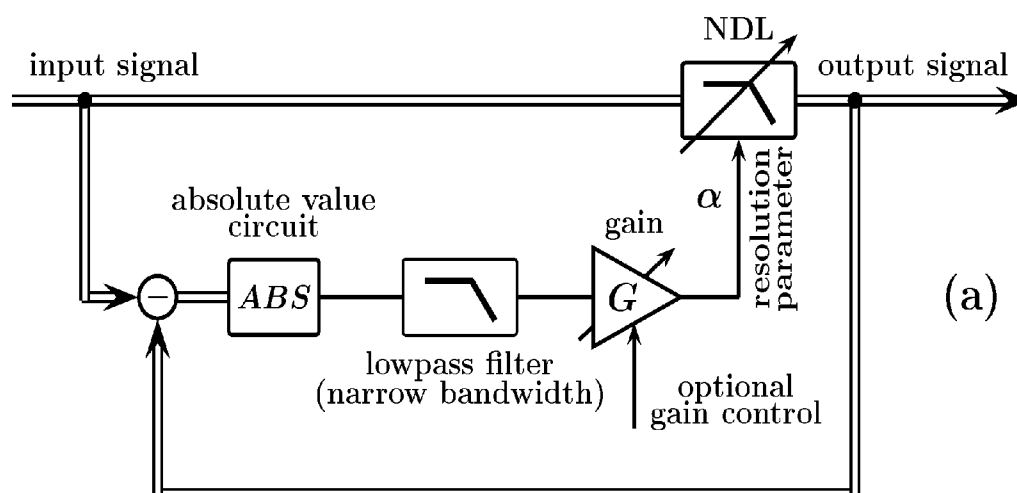 NDL
input signal
output signal
absolute value
circuit
gain
α
resolution
parameter
−
ABS
G
(a)
lowpass filter
(narrow bandwidth)
optional
gain control